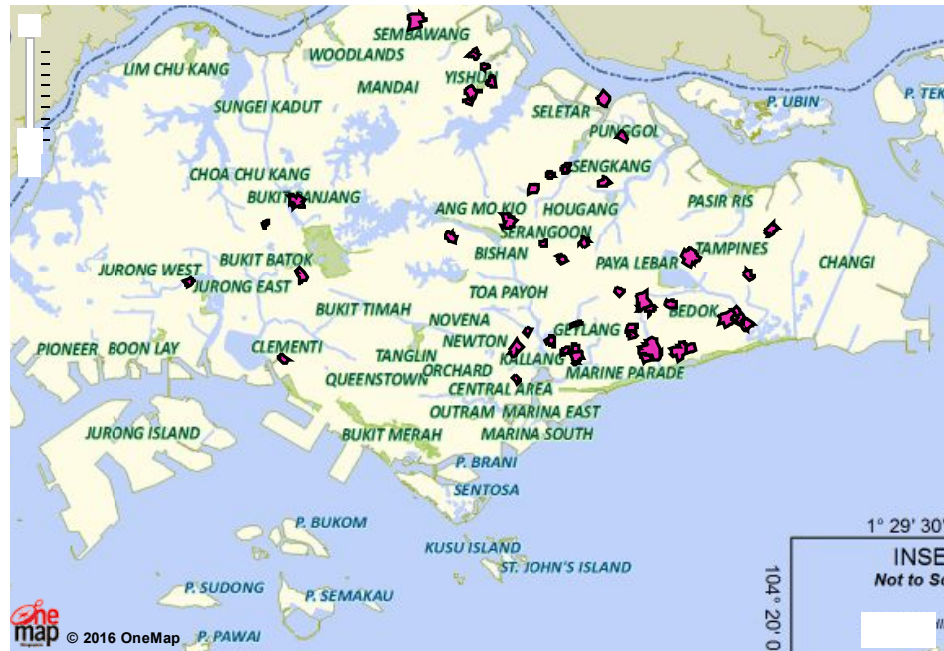 SEMBAWANG
WOODLANDS
LIM CHU KANG
YISHUN
MANDAI
SUNGEI KADUT
P. UBIN
P. TEK
SELETAR
PUNGGOL
CHOA CHU KANG
SENGKANG
BUKIT PANJANG
PASIR RIS
ANG MO KIO
HOUGANG
SERANGOON
BISHAN
TAMPINES
BUKIT BATOK
PAYA LEBAR
CHANGI
JURONG WEST
JURONG EAST
TOA PAYOH
BUKIT TIMAH
BEDOK
NOVENA
GEYLANG
NEWTON
PIONEER
BOON LAY
CLEMENTI
TANGLIN
KALLANG
ORCHARD
MARINE PARADE
QUEENSTOWN
CENTRAL AREA
OUTRAM
MARINA EAST
JURONG ISLAND
BUKIT MERAH
MARINA SOUTH
P. BRANI
SENTOSA
P. BUKOM
1° 29' 30
KUSU ISLAND
INSE
ST. JOHN'S ISLAND
Not to Sc
P. SUDONG
P. SEMAKAU
104° 20' 0
One
map © 2016 OneMap
P. PAWAI